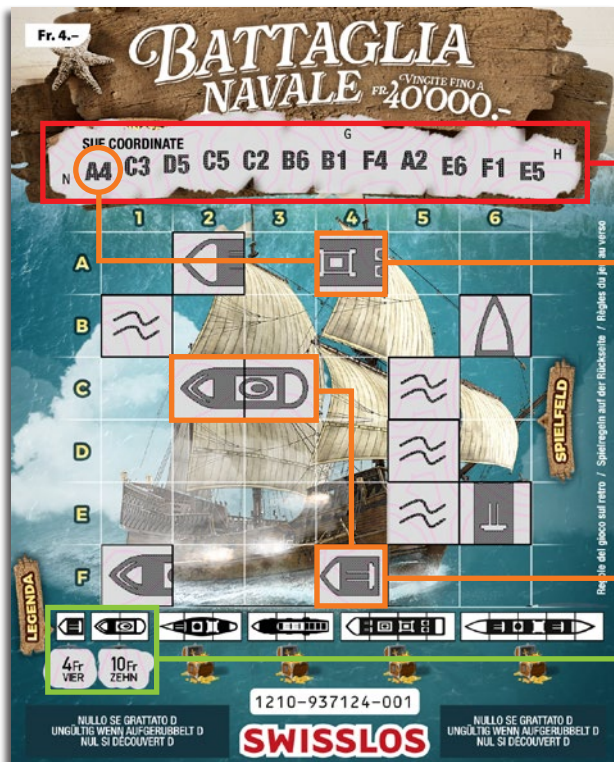 Fr. 4.–
BATTAGLIA
NAVALE
VINCITE FINO A
FR. 40'000.-
SUE COORDINATE
G
N A4 C3 D5 C5 C2 B6 B1 F4 A2 E6 F1 E5 H
1 2 3 4 5 6
A
B
C
D
E
F
SPIELFELD
Regole del gioco sul retro / Spielregeln auf der Rückseite / Règles du jeu au verso
LEGENDA
4Fr 10Fr
VIER ZEHN
1210-937124-001
NULLO SE GRATTATO D
UNGÜLTIG WENN AUFGERUBBELT D
NUL SI DÉCOUVERT D
SWISSLOS
NULLO SE GRATTATO D
UNGÜLTIG WENN AUFGERUBBELT D
NUL SI DÉCOUVERT D